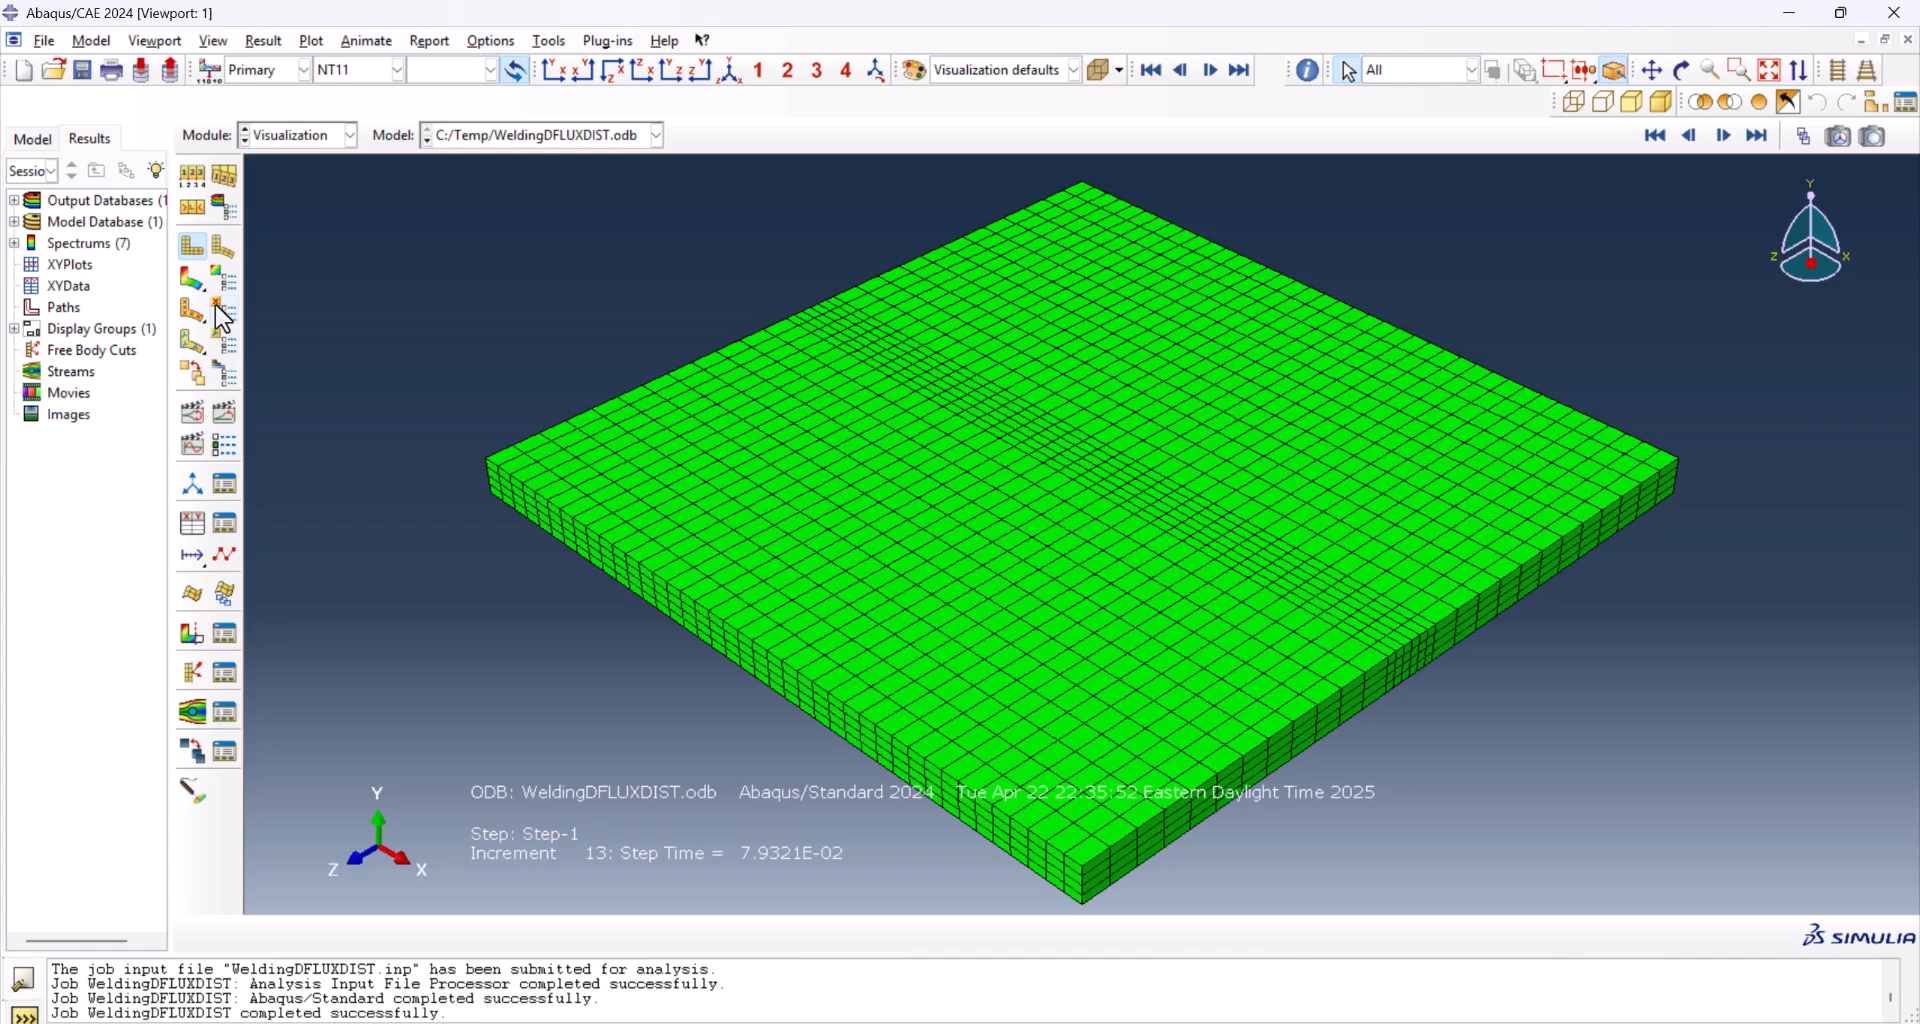 Abaqus/CAE 2024 [Viewport: 1]
File Model Viewport View Result Plot Animate Report Options Tools Plug-ins Help
Primary NT11 1 2 3 4 Visualization defaults All
Model Results Module: Visualization Model: C:/Temp/WeldingDFLUXDIST.odb
Sessio
Output Databases (1
Model Database (1)
Spectrums (7)
XYPlots
XYData
Paths
Display Groups (1)
Free Body Cuts
Streams
Movies
Images
Y
Z X
Y
Z X
ODB: WeldingDFLUXDIST.odb Abaqus/Standard 2024 Tue Apr 22 22:35:52 Eastern Daylight Time 2025
Step: Step-1
Increment 13: Step Time = 7.9321E-02
SIMULIA
The job input file "WeldingDFLUXDIST.inp" has been submitted for analysis.
Job WeldingDFLUXDIST: Analysis Input File Processor completed successfully.
Job WeldingDFLUXDIST: Abaqus/Standard completed successfully.
Job WeldingDFLUXDIST completed successfully.
>>>